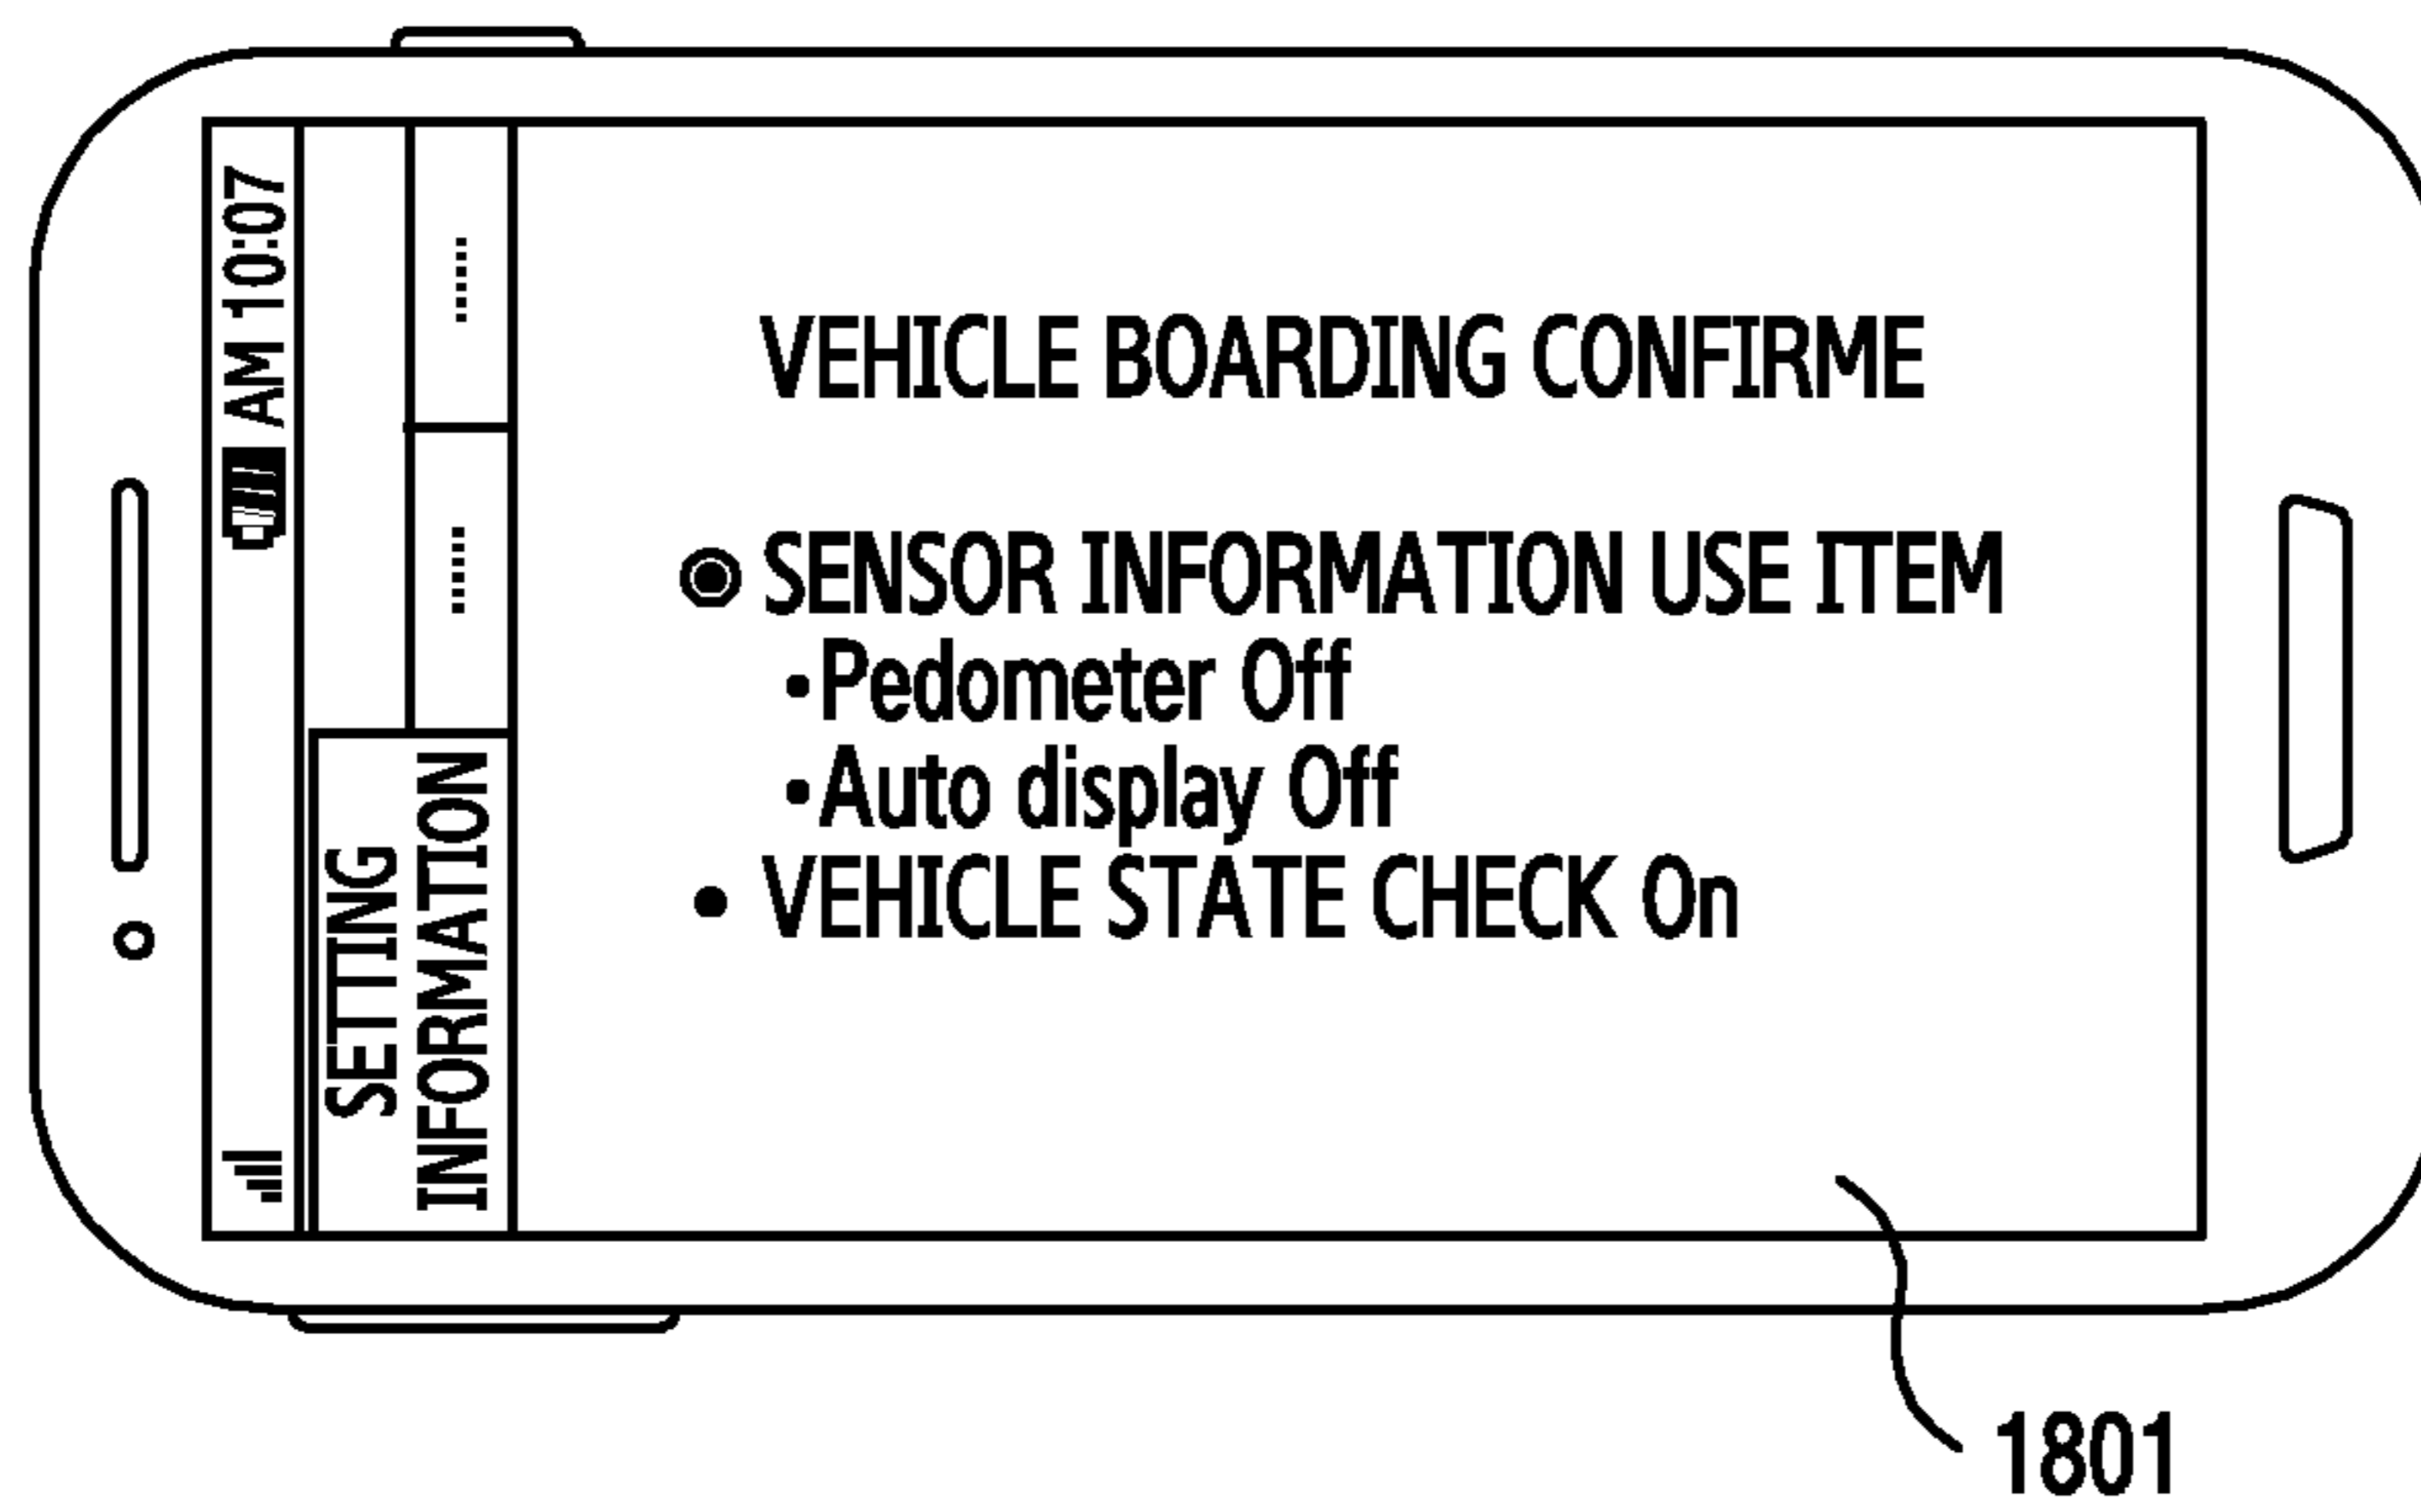 AM 10:07
SETTING
INFORMATION
......
......
VEHICLE BOARDING CONFIRME
SENSOR INFORMATION USE ITEM
•Pedometer Off
•Auto display Off
• VEHICLE STATE CHECK On
1801